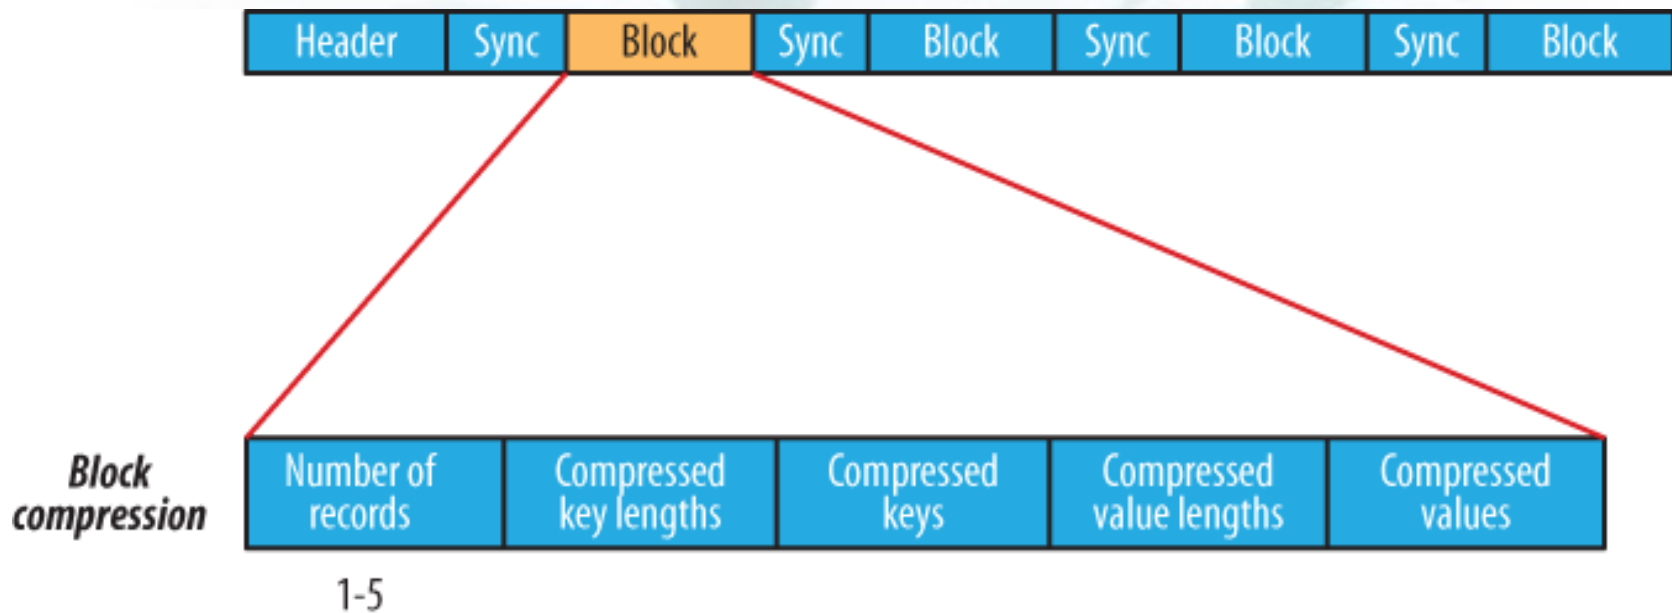 Header Sync Block Sync Block Sync Block Sync Block
Block
compression
Number of
records
Compressed
key lengths
Compressed
keys
Compressed
value lengths
Compressed
values
1-5